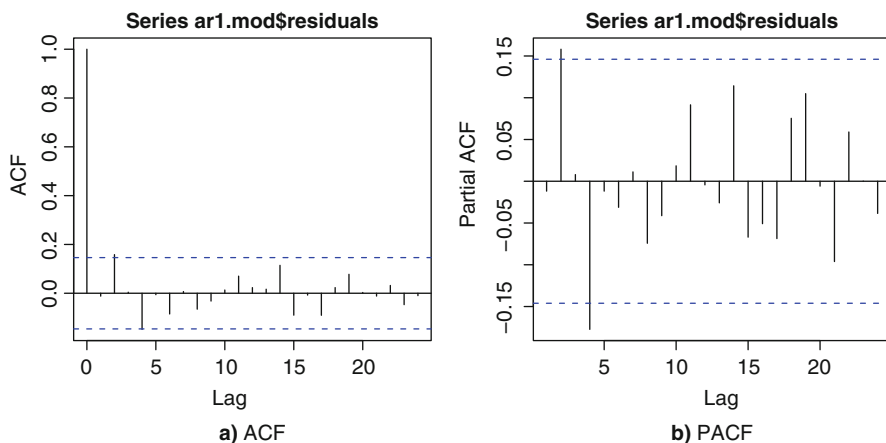 Series ar1.mod$residuals
ACF
0.0 0.2 0.4 0.6 0.8 1.0
0 5 10 15 20
Lag
a) ACF
Series ar1.mod$residuals
Partial ACF
−0.15 −0.05 0.05 0.15
5 10 15 20
Lag
b) PACF